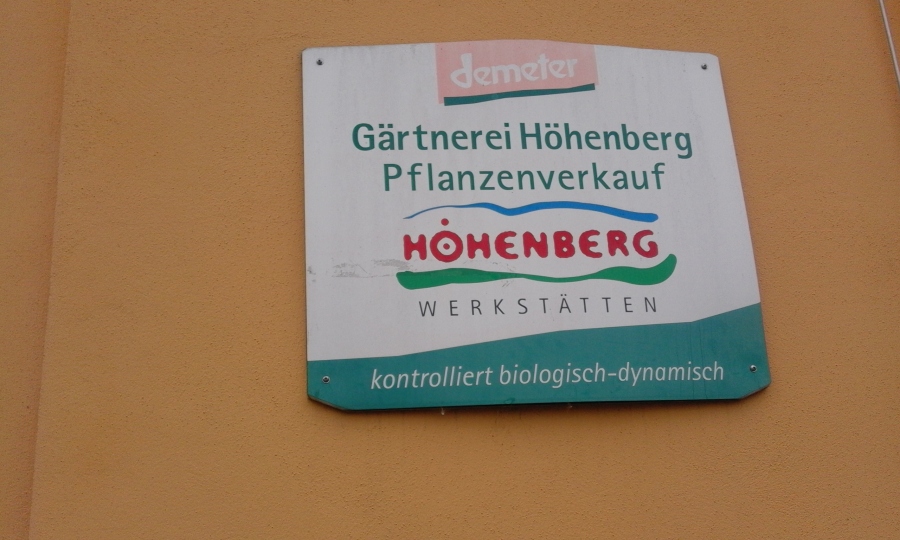 demeter
Gärtnerei Höhenberg
Pflanzenverkauf
HÖHENBERG
WERKSTÄTTEN
kontrolliert biologisch-dynamisch